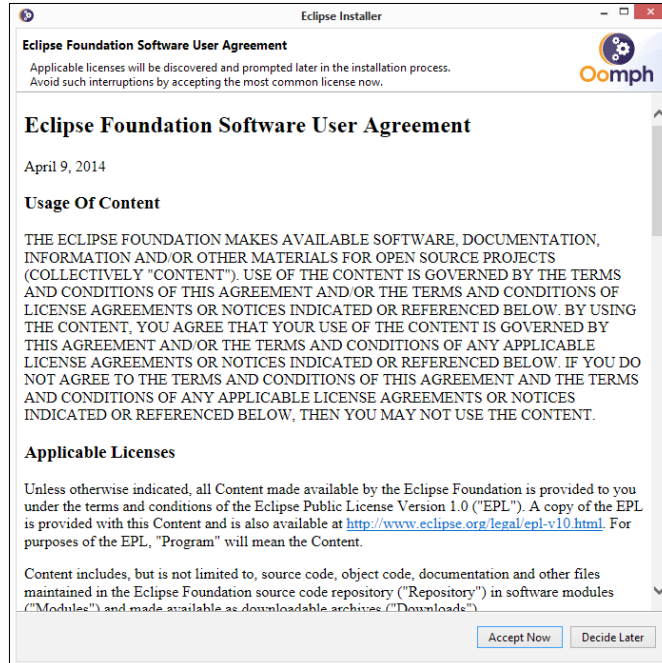 Eclipse Installer
Eclipse Foundation Software User Agreement
Applicable licenses will be discovered and prompted later in the installation process.
Avoid such interruptions by accepting the most common license now.
Oomph
Eclipse Foundation Software User Agreement
April 9, 2014
Usage Of Content
THE ECLIPSE FOUNDATION MAKES AVAILABLE SOFTWARE, DOCUMENTATION,
INFORMATION AND/OR OTHER MATERIALS FOR OPEN SOURCE PROJECTS
(COLLECTIVELY "CONTENT"). USE OF THE CONTENT IS GOVERNED BY THE TERMS
AND CONDITIONS OF THIS AGREEMENT AND/OR THE TERMS AND CONDITIONS OF
LICENSE AGREEMENTS OR NOTICES INDICATED OR REFERENCED BELOW. BY USING
THE CONTENT, YOU AGREE THAT YOUR USE OF THE CONTENT IS GOVERNED BY
THIS AGREEMENT AND/OR THE TERMS AND CONDITIONS OF ANY APPLICABLE
LICENSE AGREEMENTS OR NOTICES INDICATED OR REFERENCED BELOW. IF YOU DO
NOT AGREE TO THE TERMS AND CONDITIONS OF THIS AGREEMENT AND THE TERMS
AND CONDITIONS OF ANY APPLICABLE LICENSE AGREEMENTS OR NOTICES
INDICATED OR REFERENCED BELOW, THEN YOU MAY NOT USE THE CONTENT.
Applicable Licenses
Unless otherwise indicated, all Content made available by the Eclipse Foundation is provided to you
under the terms and conditions of the Eclipse Public License Version 1.0 ("EPL"). A copy of the EPL
is provided with this Content and is also available at http://www.eclipse.org/legal/epl-v10.html. For
purposes of the EPL, "Program" will mean the Content.
Content includes, but is not limited to, source code, object code, documentation and other files
maintained in the Eclipse Foundation source code repository ("Repository") in software modules
("Modules") and made available as downloadable archives ("Downloads").
Accept Now
Decide Later